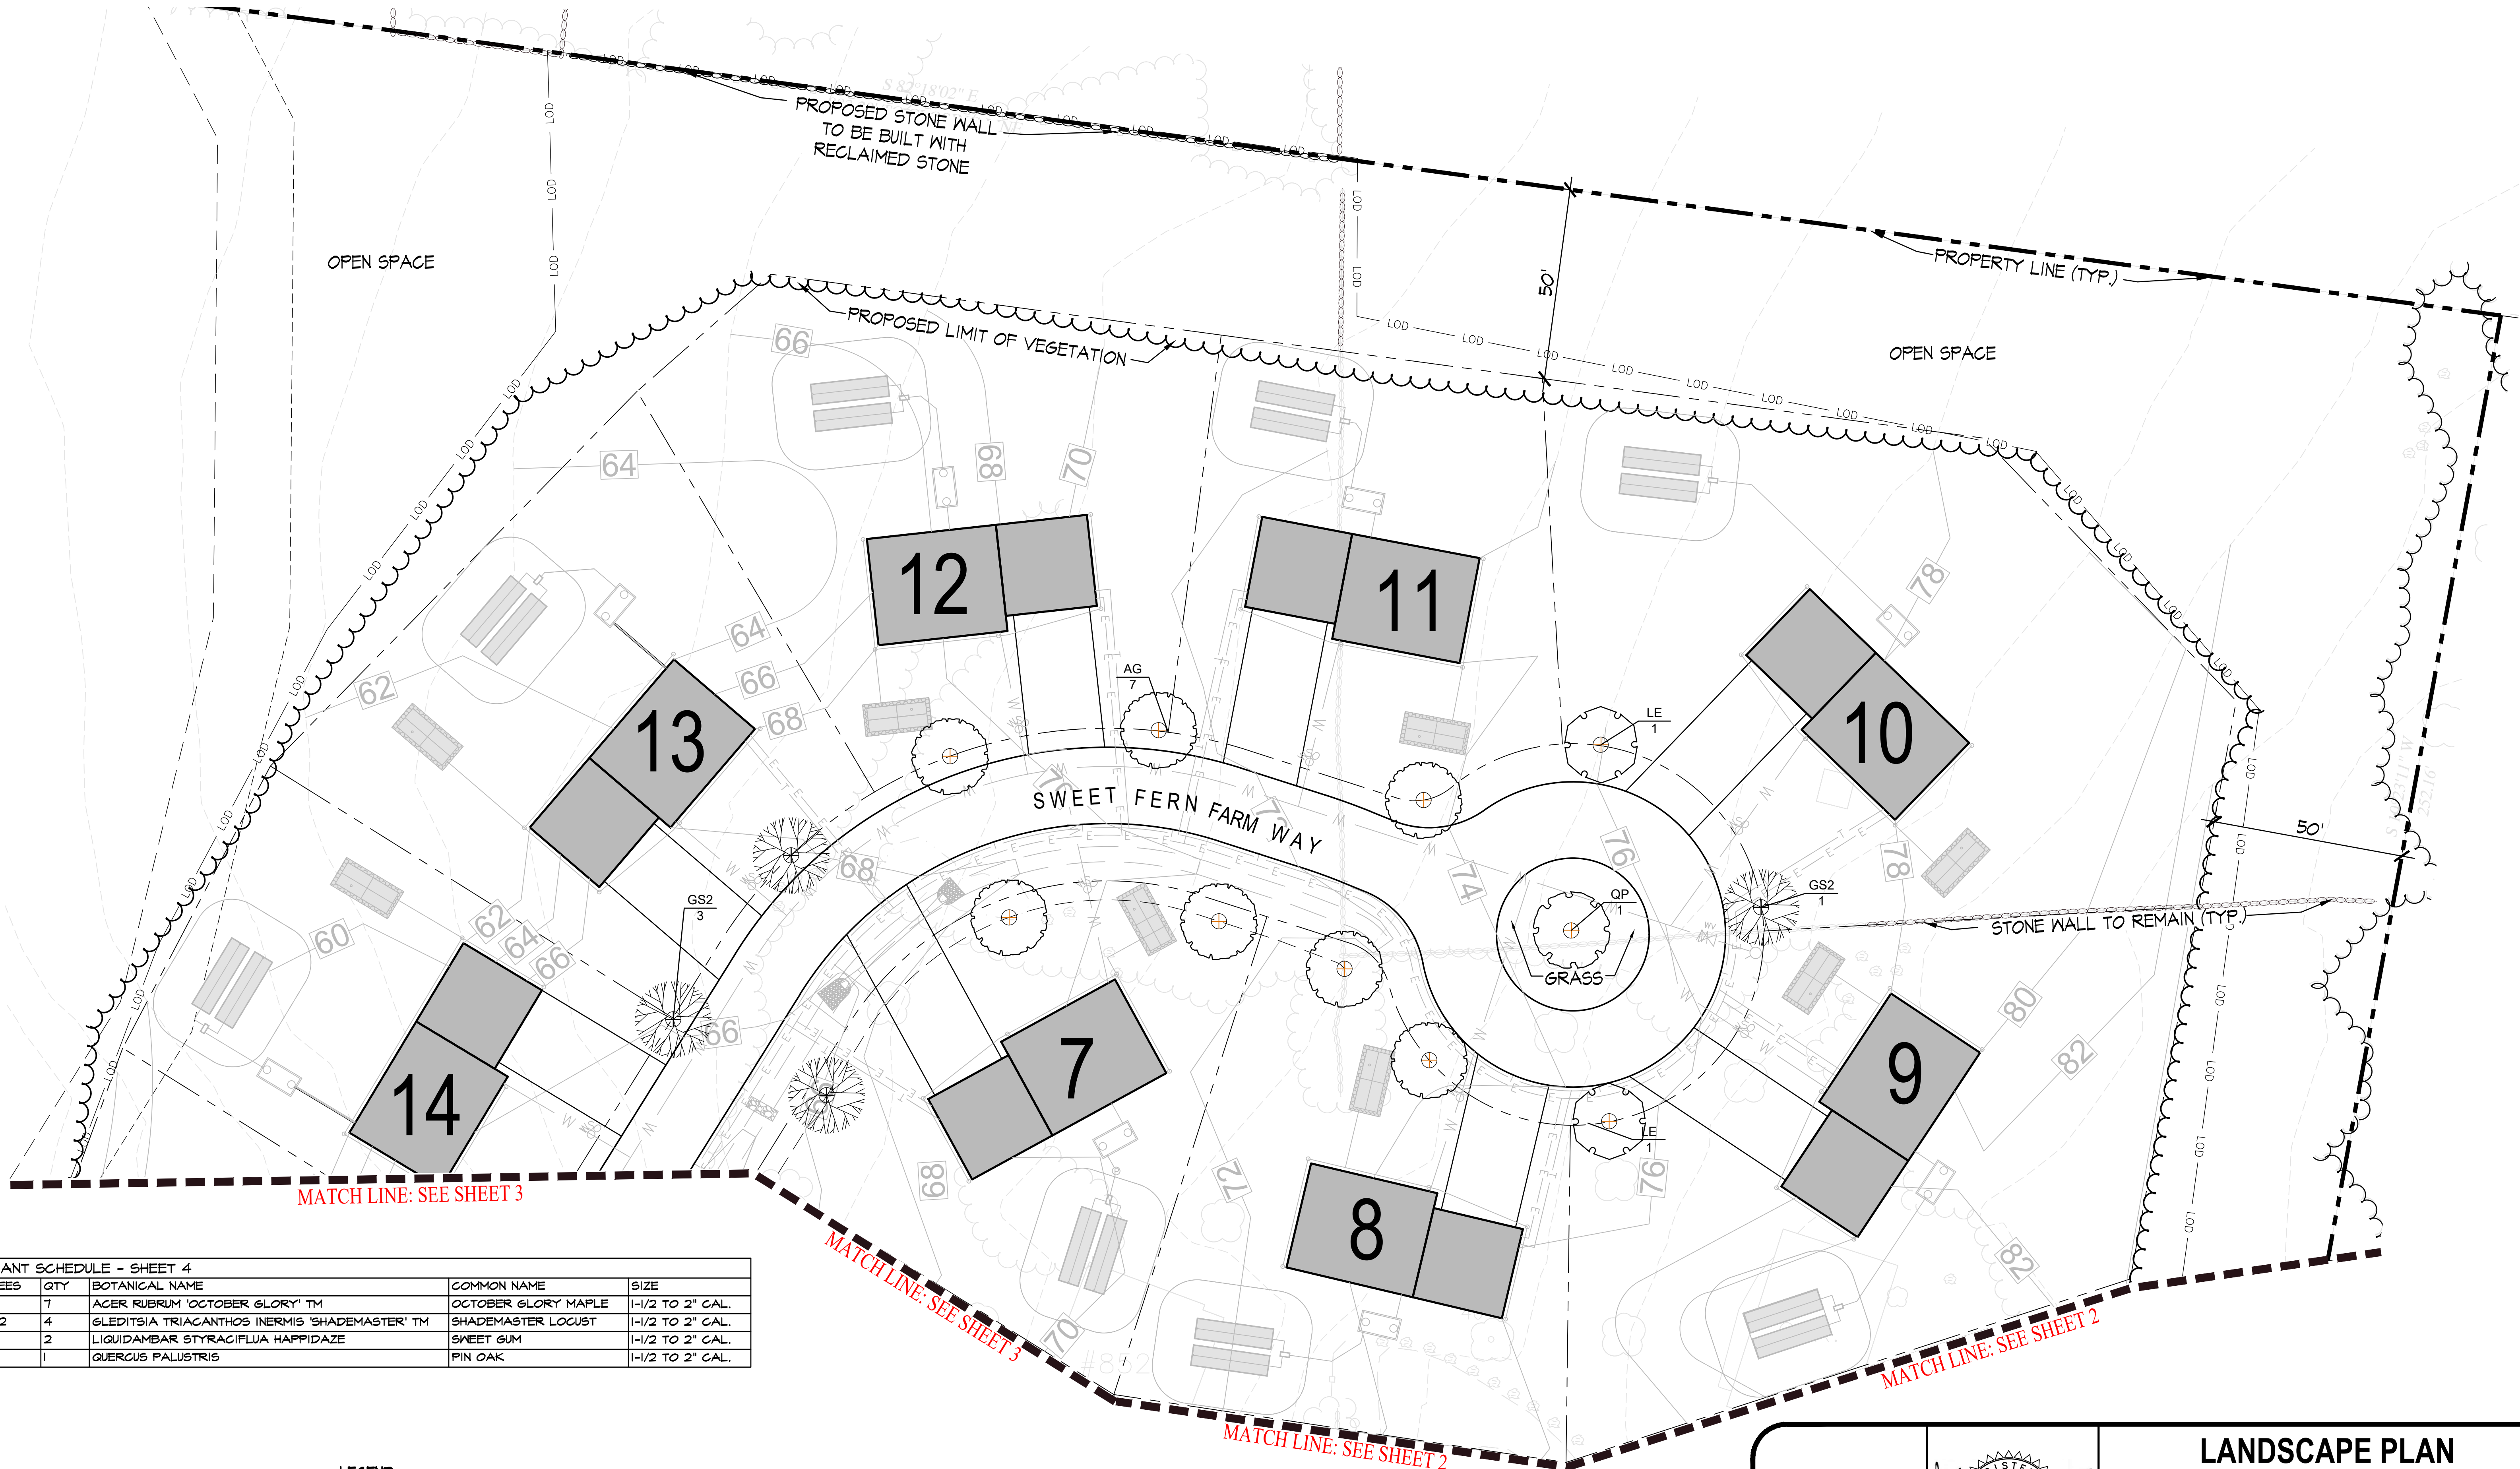 S 82°18'02" E
PROPOSED STONE WALL
TO BE BUILT WITH
RECLAIMED STONE
OPEN SPACE
50'
PROPERTY LINE (TYP.)
PROPOSED LIMIT OF VEGETATION
OPEN SPACE
66
64
68
70
78
12
11
10
13
62
64
66
68
AG
7
LE
1
SWEET FERN FARM WAY
68
74
76
78
50'
GS2
3
GS2
1
QP
1
GRASS
STONE WALL TO REMAIN (TYP.)
60
62
64
66
66
14
7
8
9
80
82
LE
1
76
68
72
70
82
MATCH LINE: SEE SHEET 3
MATCH LINE: SEE SHEET 3
MATCH LINE: SEE SHEET 2
MATCH LINE: SEE SHEET 2
ANT SCHEDULE - SHEET 4
EES QTY BOTANICAL NAME COMMON NAME SIZE
7 ACER RUBRUM 'OCTOBER GLORY' TM OCTOBER GLORY MAPLE 1-1/2 TO 2" CAL.
2 4 GLEDITSIA TRIACANTHOS INERMIS 'SHADEMASTER' TM SHADEMASTER LOCUST 1-1/2 TO 2" CAL.
2 LIQUIDAMBAR STYRACIFLUA HAPPIDAZE SWEET GUM 1-1/2 TO 2" CAL.
1 QUERCUS PALUSTRIS PIN OAK 1-1/2 TO 2" CAL.
LEGEND
LANDSCAPE PLAN